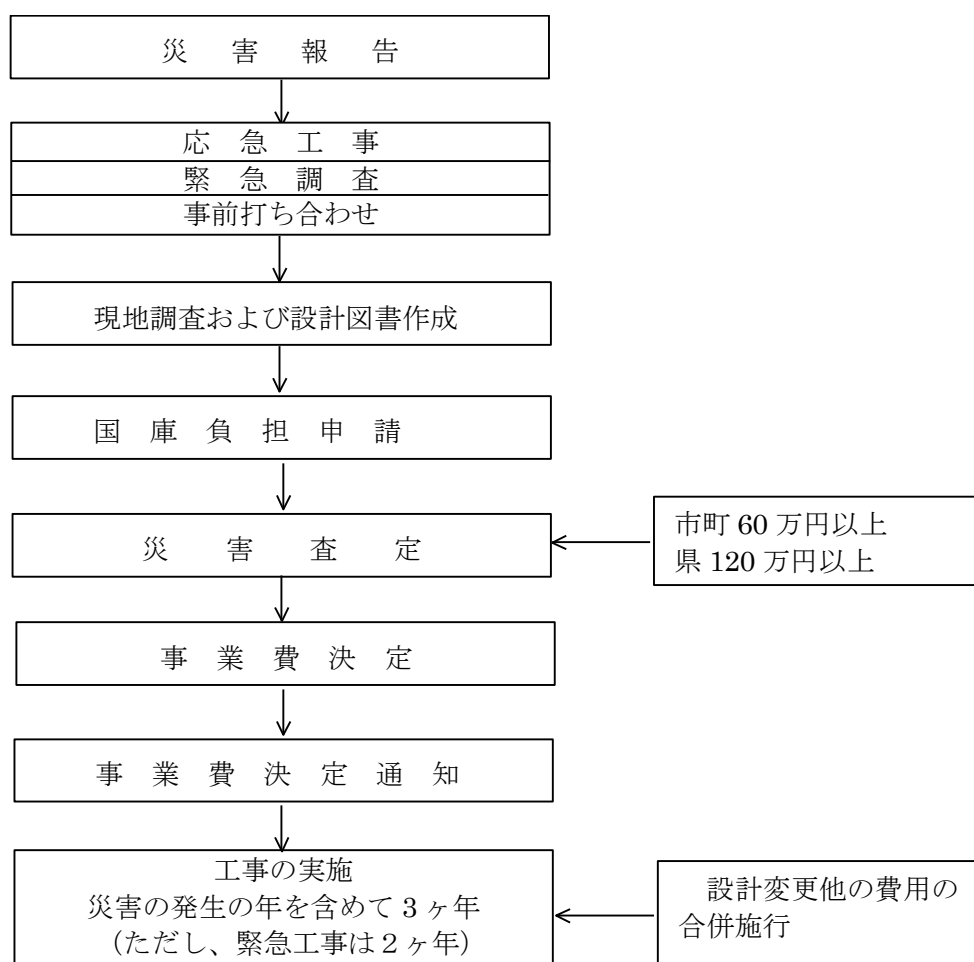 災害報告
応急工事
緊急調査
事前打ち合わせ
現地調査および設計図書作成
国庫負担申請
災害査定
市町 60 万円以上
県 120 万円以上
事業費決定
事業費決定通知
工事の実施
災害の発生の年を含めて 3 ヶ年
（ただし、緊急工事は 2 ヶ年）
設計変更他の費用の
合併施行